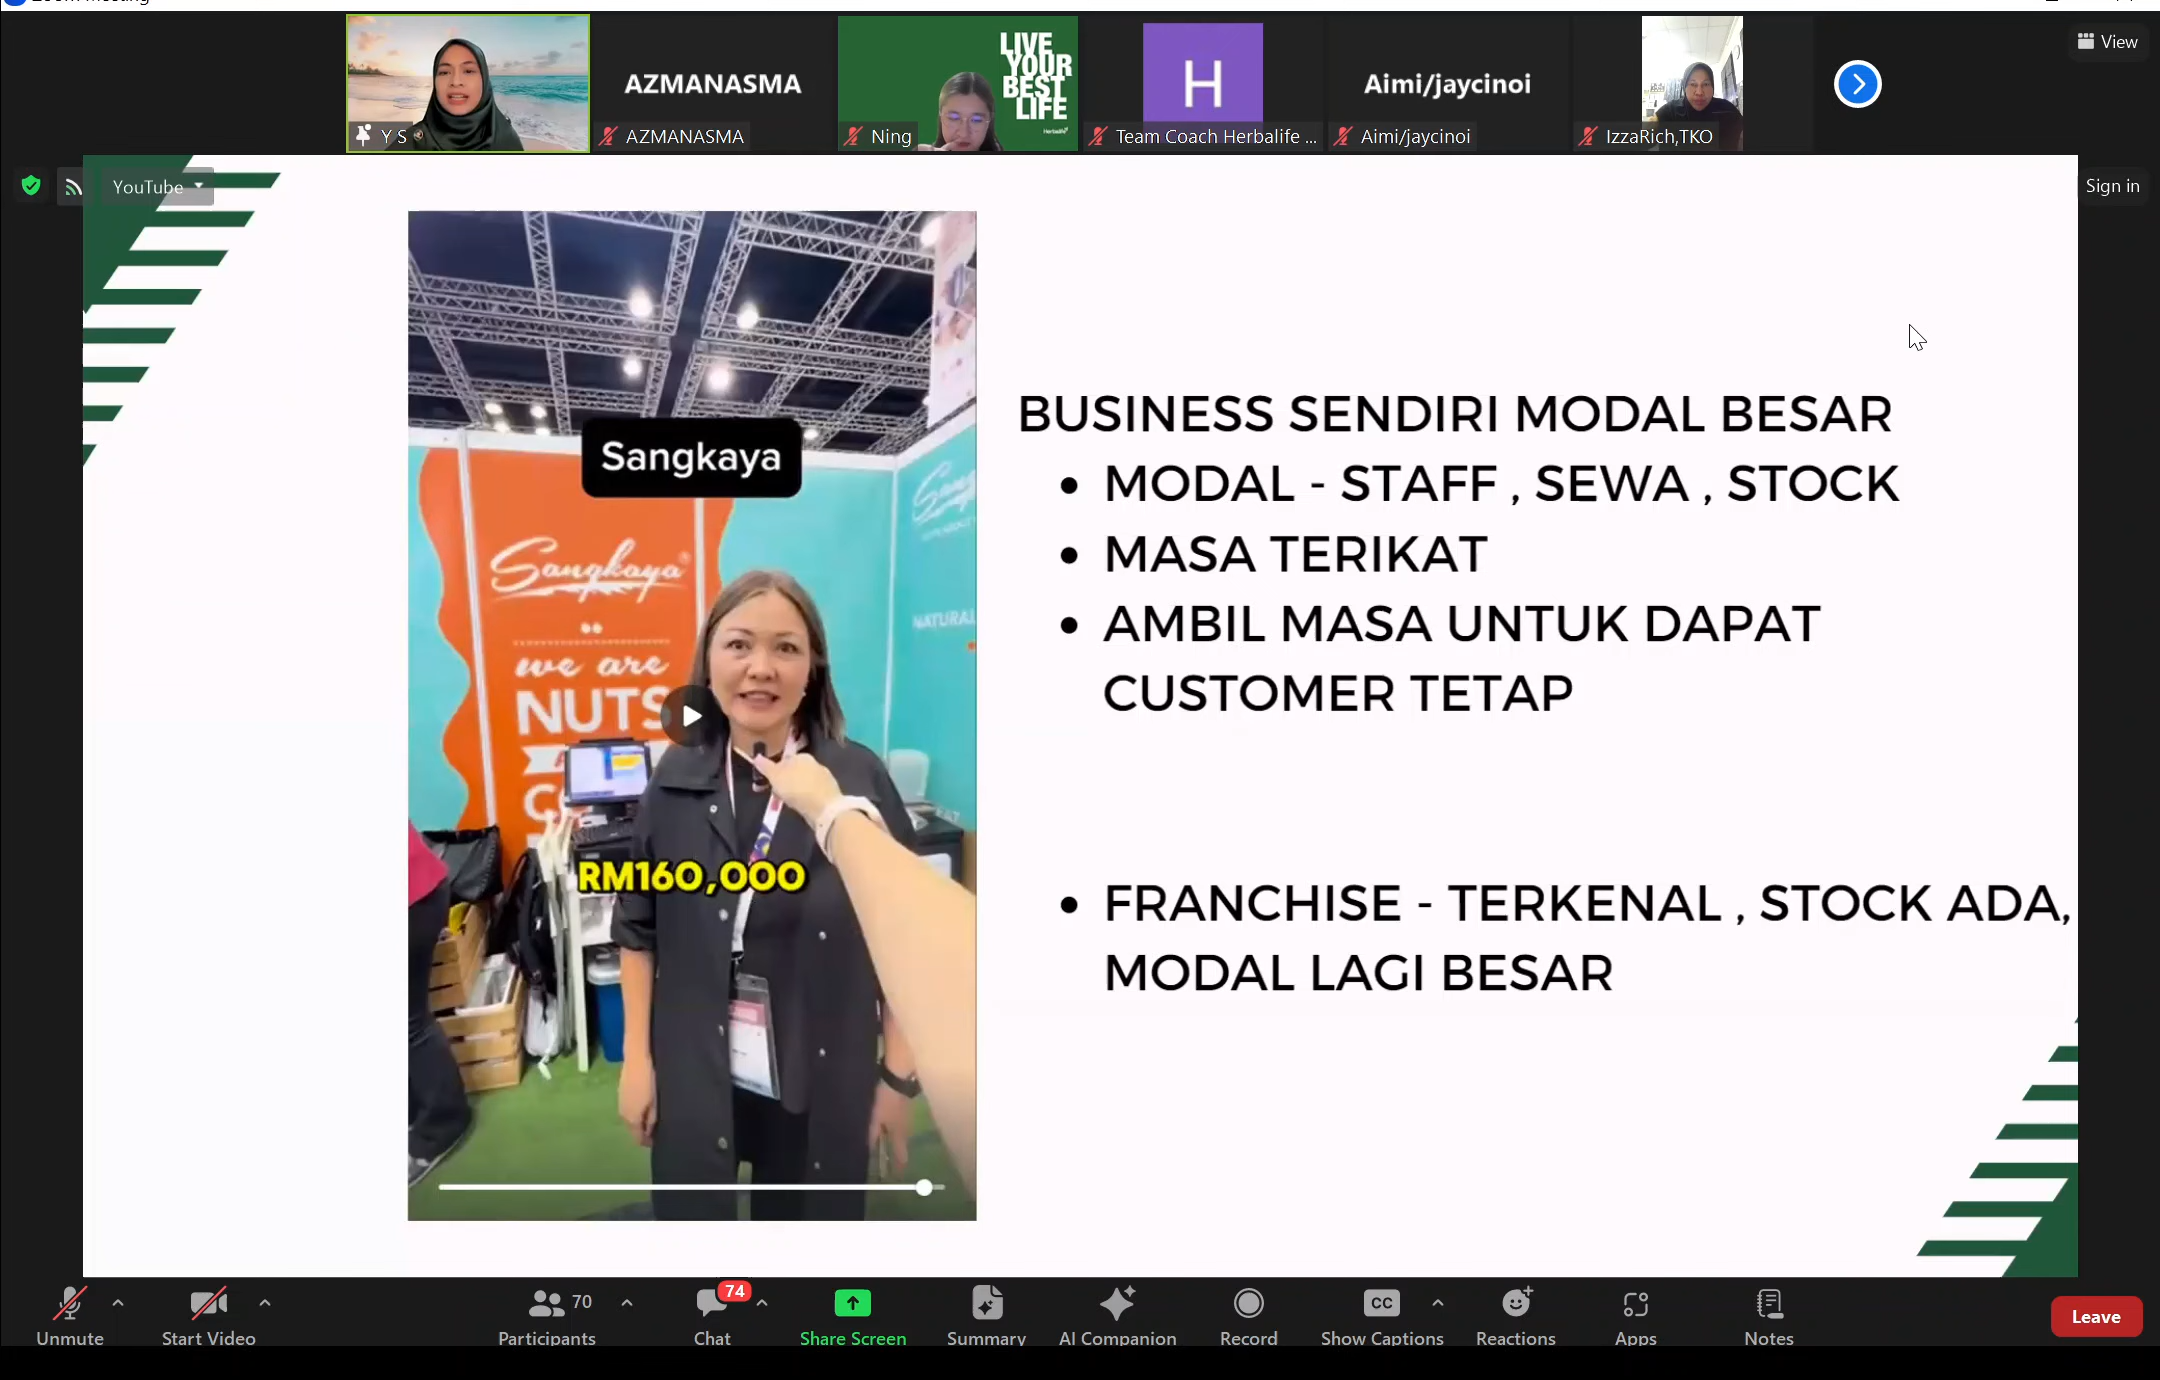 View
AZMANASMA
LIVE
YOUR
BEST
LIFE
Herbalife
H
Aimi/jaycinoi
Y S
AZMANASMA
Ning
Team Coach Herbalife ...
Aimi/jaycinoi
IzzaRich,TKO
YouTube
Sign in
Sangkaya
Sangkaya
we are
NUTS
NATURAL
RM160,000
BUSINESS SENDIRI MODAL BESAR
• MODAL - STAFF , SEWA , STOCK
• MASA TERIKAT
• AMBIL MASA UNTUK DAPAT
CUSTOMER TETAP
• FRANCHISE - TERKENAL , STOCK ADA,
MODAL LAGI BESAR
Unmute
Start Video
70
Participants
74
Chat
Share Screen
Summary
AI Companion
Record
CC
Show Captions
Reactions
Apps
Notes
Leave